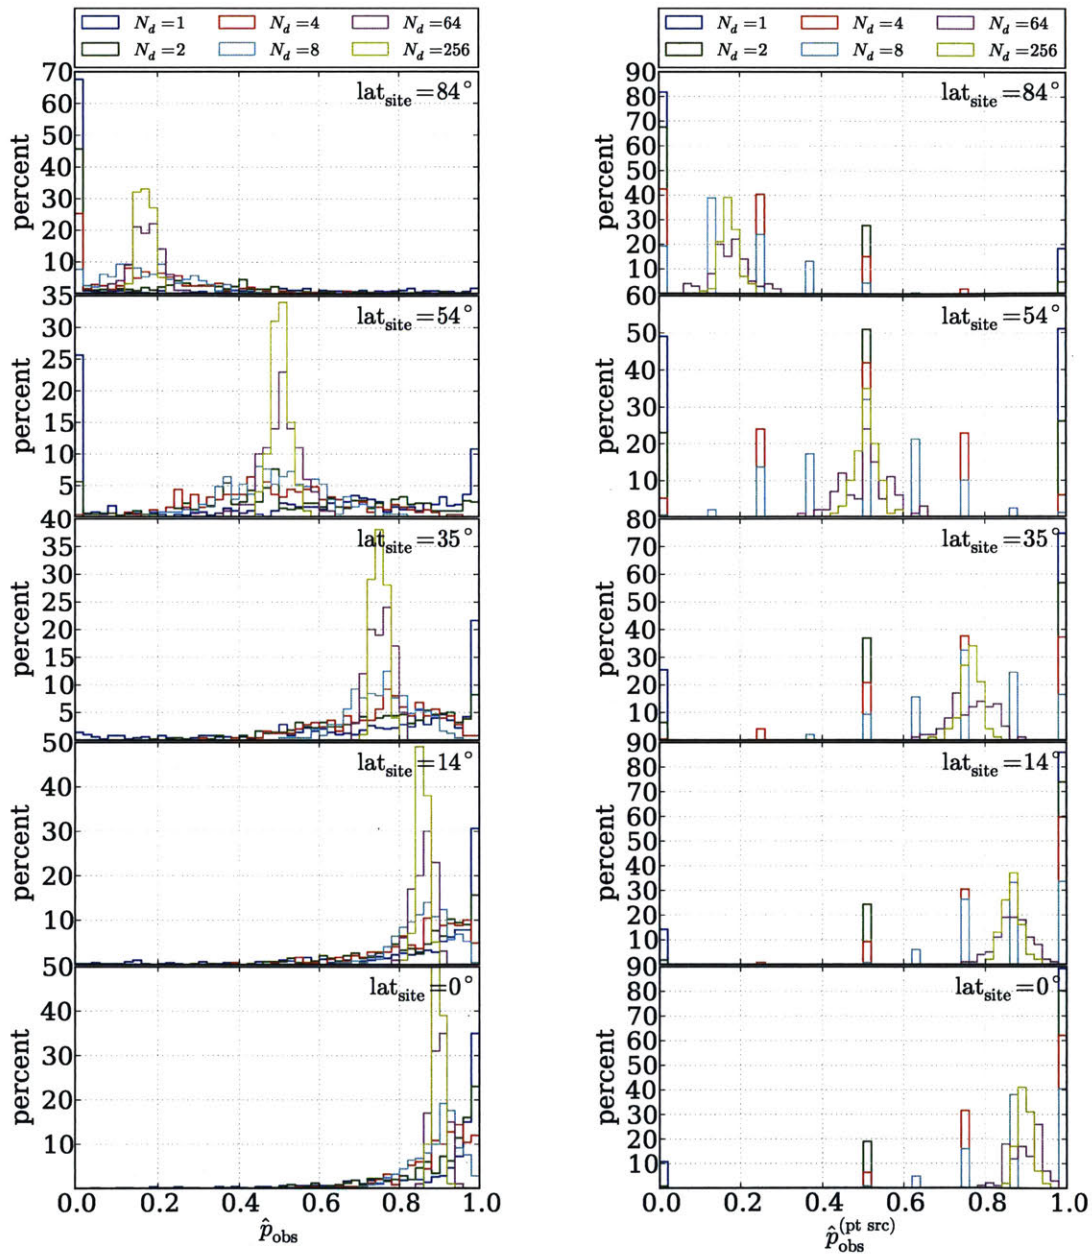 N_d = 1 N_d = 4 N_d = 64
N_d = 2 N_d = 8 N_d = 256
70
60
50
40
30
20
10
percent
lat_site = 84°
35
35
30
25
20
15
10
5
percent
lat_site = 54°
40
35
30
25
20
15
10
5
percent
lat_site = 35°
50
50
40
30
20
10
percent
lat_site = 14°
50
40
30
20
10
percent
lat_site = 0°
0.0 0.2 0.4 0.6 0.8 1.0
p̂_obs
N_d = 1 N_d = 4 N_d = 64
N_d = 2 N_d = 8 N_d = 256
90
80
70
60
50
40
30
20
10
percent
lat_site = 84°
60
50
40
30
20
10
percent
lat_site = 54°
80
70
60
50
40
30
20
10
percent
lat_site = 35°
90
80
70
60
50
40
30
20
10
percent
lat_site = 14°
90
80
70
60
50
40
30
20
10
percent
lat_site = 0°
0.0 0.2 0.4 0.6 0.8 1.0
p̂_obs^(pt src)